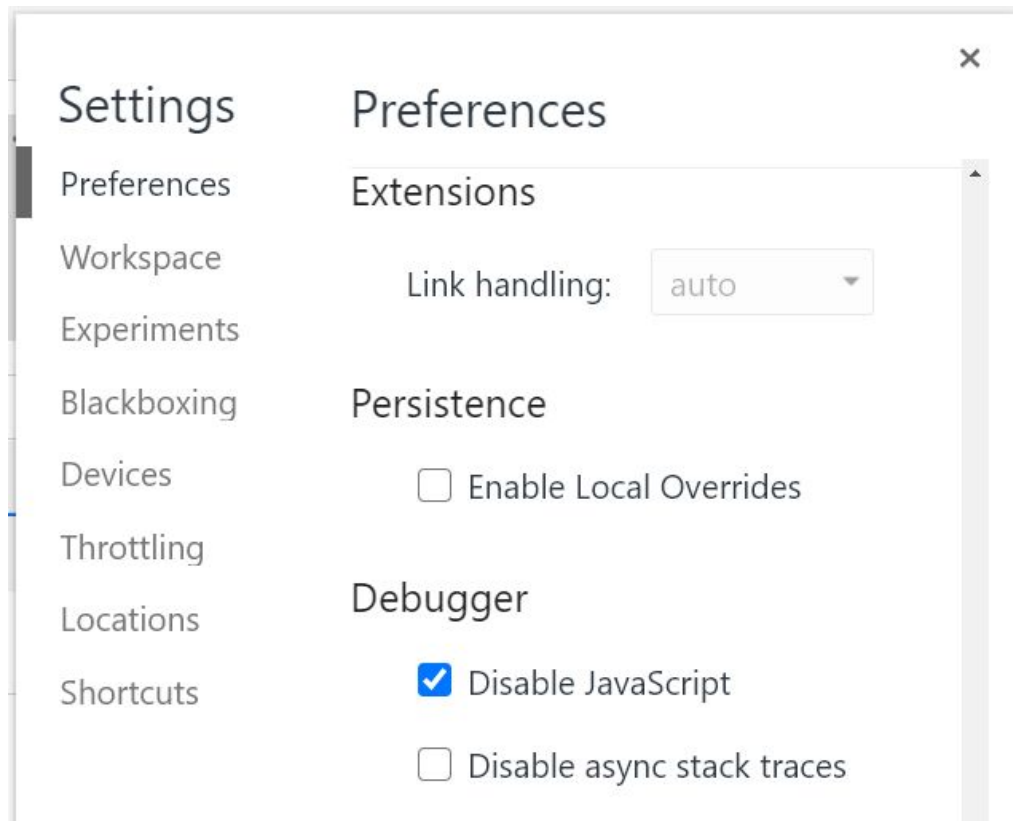 Settings
Preferences
Workspace
Experiments
Blackboxing
Devices
Throttling
Locations
Shortcuts
Preferences
Extensions
Link handling: auto
Persistence
Enable Local Overrides
Debugger
Disable JavaScript
Disable async stack traces